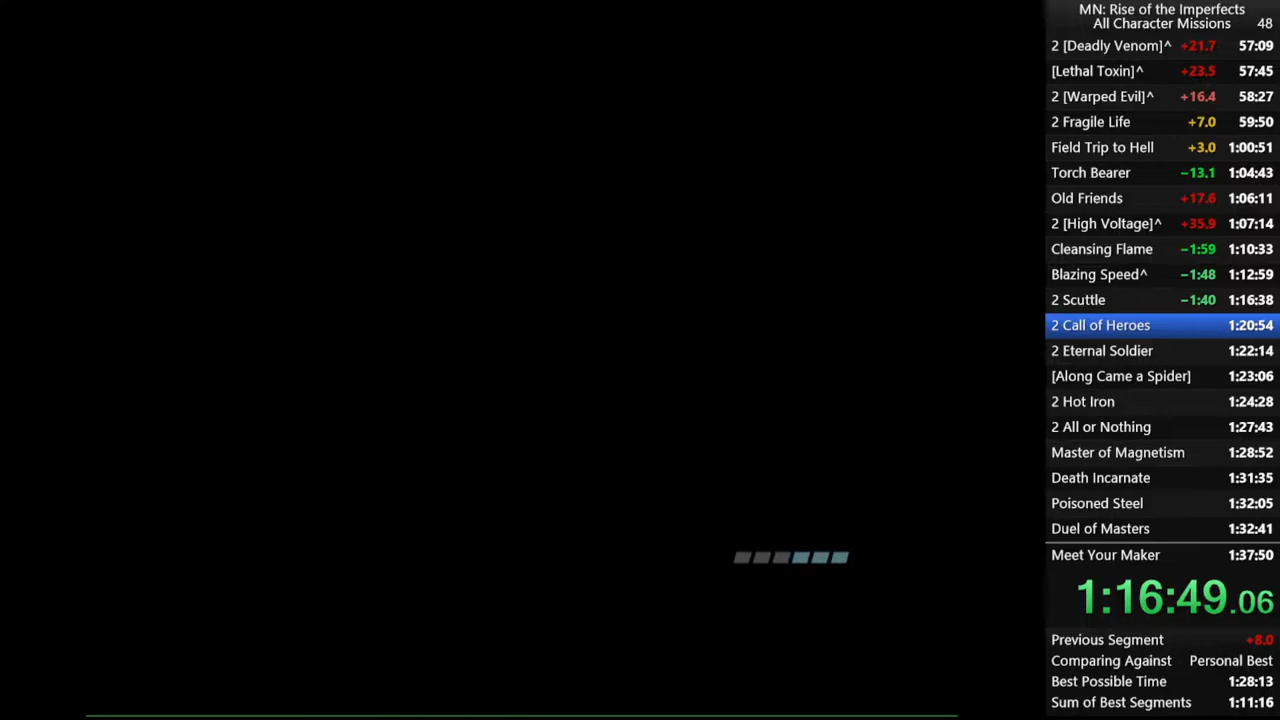 MN: Rise of the Imperfects
All Character Missions 48
2 [Deadly Venom]^ +21.7 57:09
[Lethal Toxin]^ +23.5 57:45
2 [Warped Evil]^ +16.4 58:27
2 Fragile Life +7.0 59:50
Field Trip to Hell +3.0 1:00:51
Torch Bearer −13.1 1:04:43
Old Friends +17.6 1:06:11
2 [High Voltage]^ +35.9 1:07:14
Cleansing Flame −1:59 1:10:33
Blazing Speed^ −1:48 1:12:59
2 Scuttle −1:40 1:16:38
2 Call of Heroes 1:20:54
2 Eternal Soldier 1:22:14
[Along Came a Spider] 1:23:06
2 Hot Iron 1:24:28
2 All or Nothing 1:27:43
Master of Magnetism 1:28:52
Death Incarnate 1:31:35
Poisoned Steel 1:32:05
Duel of Masters 1:32:41
Meet Your Maker 1:37:50
1:16:49.06
Previous Segment +8.0
Comparing Against Personal Best
Best Possible Time 1:28:13
Sum of Best Segments 1:11:16